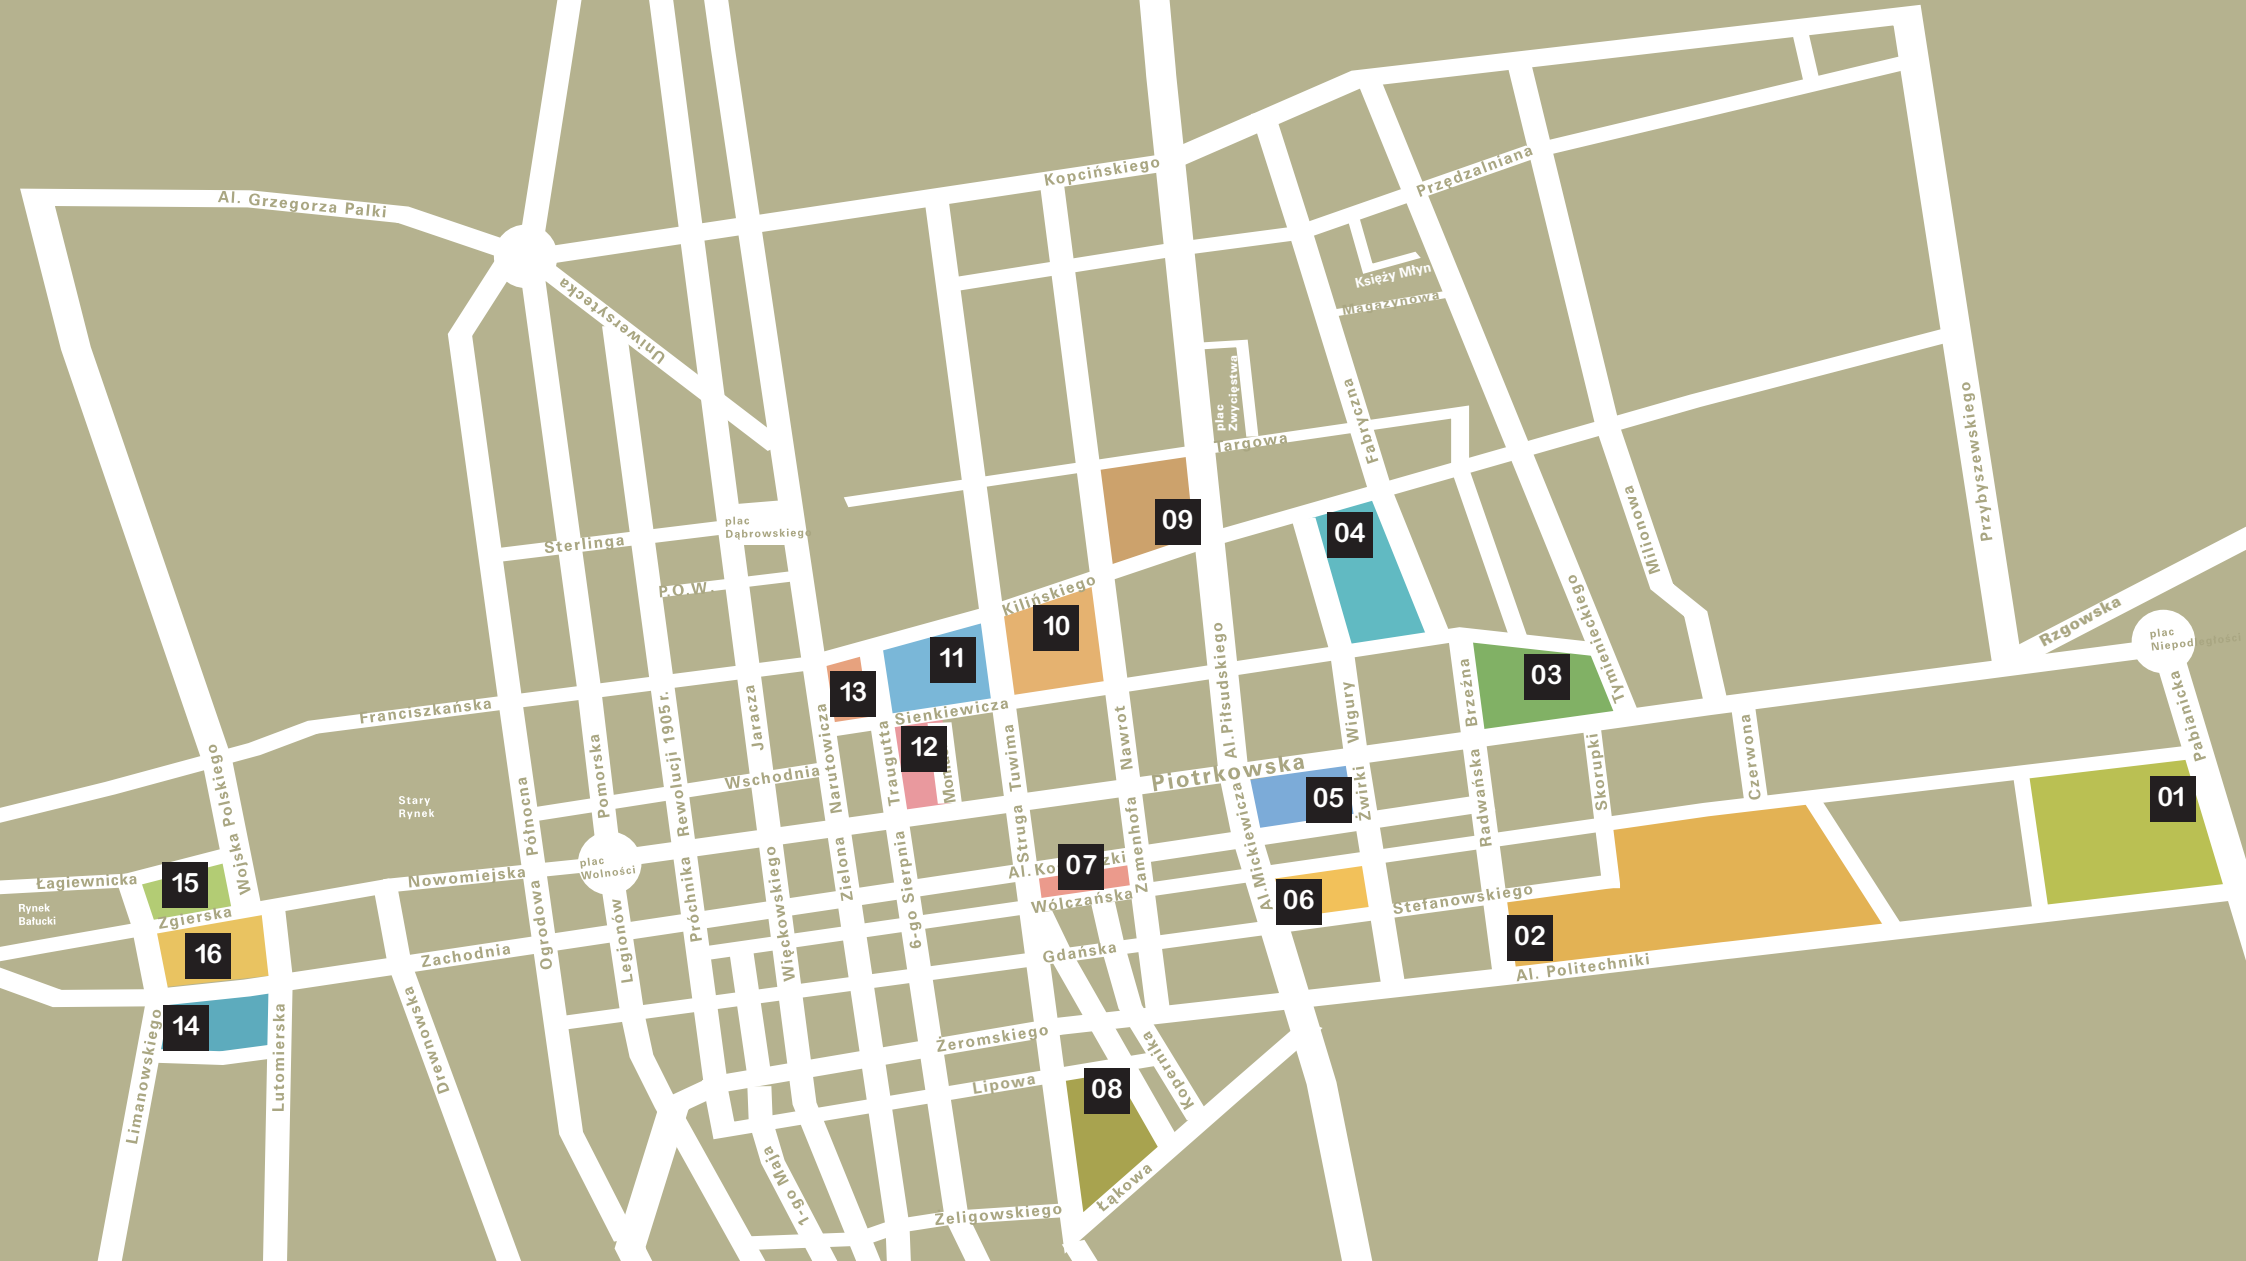 Kopcińskiego
Przędzalniana
Al. Grzegorza Palki
Uniwersytecka
Księży Młyn
Magazynowa
plac
Zwycięstwa
Targowa
Fabryczna
Przybyszewskiego
Milionowa
09
04
plac
Dąbrowskiego
Sterlinga
P.O.W.
Kilińskiego
10
11
13
Tymienieckiego
Rzgowska
plac
Niepodległości
Pabianicka
Al.Piłsudskiego
03
Brzeźna
Wigury
Franciszkańska
Sienkiewicza
12
Wojska Polskiego
Pomorska
Rewolucji 1905 r.
Jaracza
Narutowicza
Traugutta
Tuwima
Nawrot
Wschodnia
Piotrkowska
Skorupki
Czerwona
05
01
Żwirki
Radwańska
Stary
Rynek
Północna
plac
Wolności
Nowomiejska
Łagiewnicka
15
Rynek
Bałucki
Zgierska
16
Zachodnia
Ogrodowa
Legionów
Próchnika
Więckowskiego
Zielona
6-go Sierpnia
A. Struga
07
Zamenhofa
Al.Mickiewicza
Wólczańska
06
Stefanowskiego
02
Al. Politechniki
Gdańska
14
Limanowskiego
Lutomierska
Drewnowska
Żeromskiego
Lipowa
08
Kopernika
1-go Maja
Żeligowskiego
Łąkowa